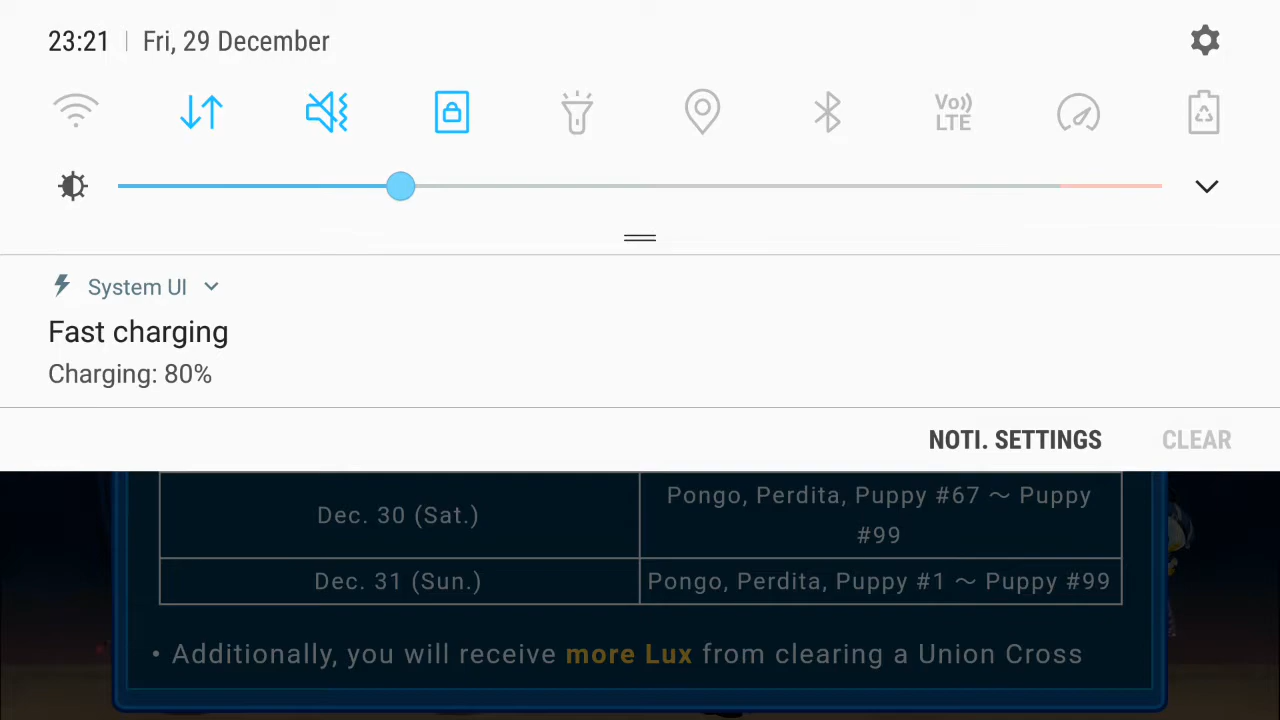 23:21 | Fri, 29 December
Vo)) LTE
System UI
Fast charging
Charging: 80%
NOTI. SETTINGS CLEAR
Dec. 30 (Sat.)
Pongo, Perdita, Puppy #67 ～ Puppy
#99
Dec. 31 (Sun.)
Pongo, Perdita, Puppy #1 ～ Puppy #99
• Additionally, you will receive more Lux from clearing a Union Cross